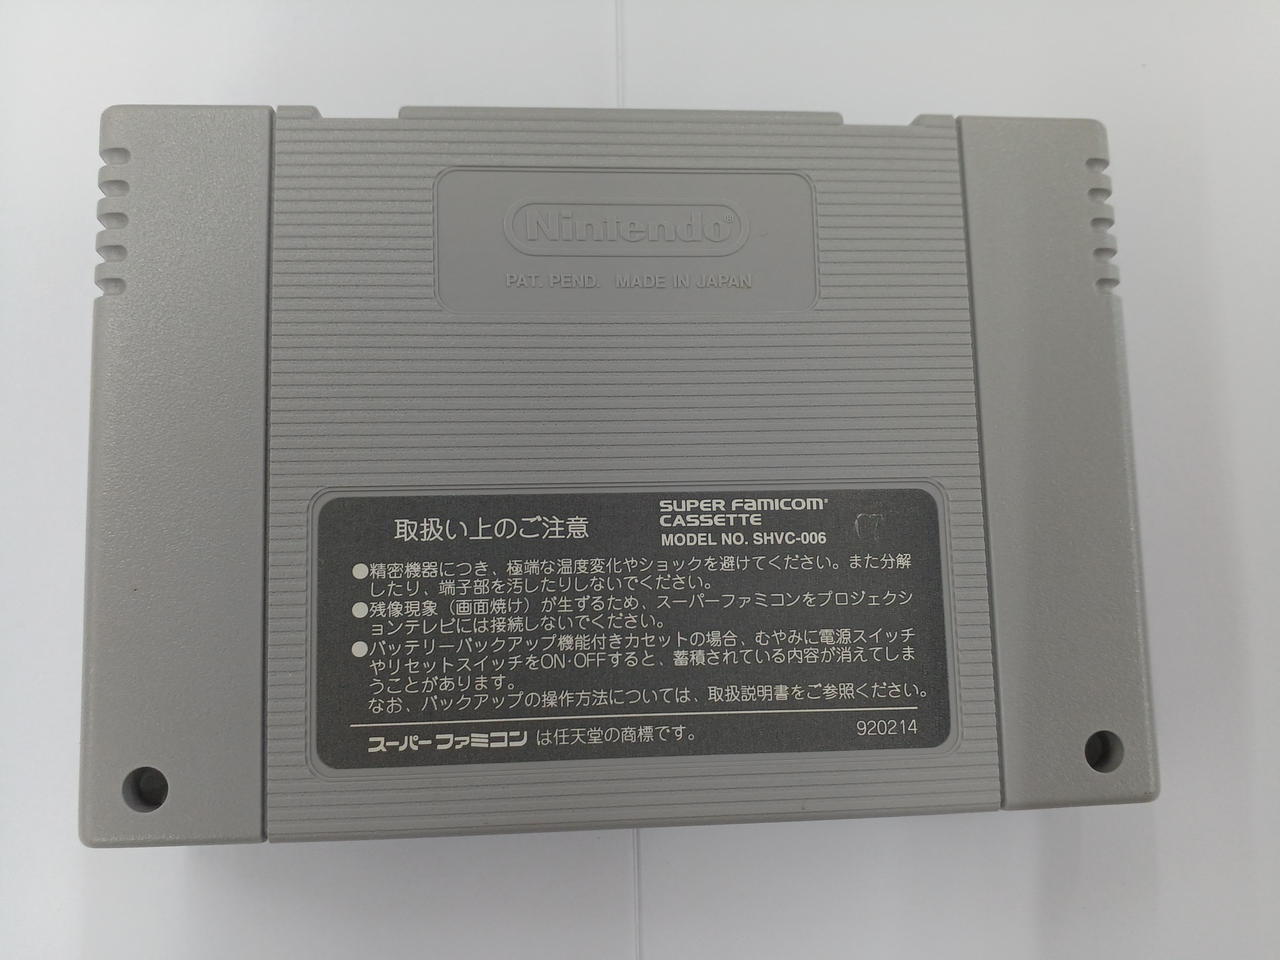 Nintendo®
PAT. PEND. MADE IN JAPAN
取扱い上のご注意
SUPER FAMICOM®
CASSETTE
MODEL NO. SHVC-006
07
●精密機器につき、極端な温度変化やショックを避けてください。また分解
したり、端子部を汚したりしないでください。
●残像現象（画面焼け）が生ずるため、スーパーファミコンをプロジェクシ
ョンテレビには接続しないでください。
●バッテリーバックアップ機能付きカセットの場合、むやみに電源スイッチ
やリセットスイッチをON·OFFすると、蓄積されている内容が消えてしま
うことがあります。
なお、バックアップの操作方法については、取扱説明書をご参照ください。
スーパーファミコン は任天堂の商標です。
920214